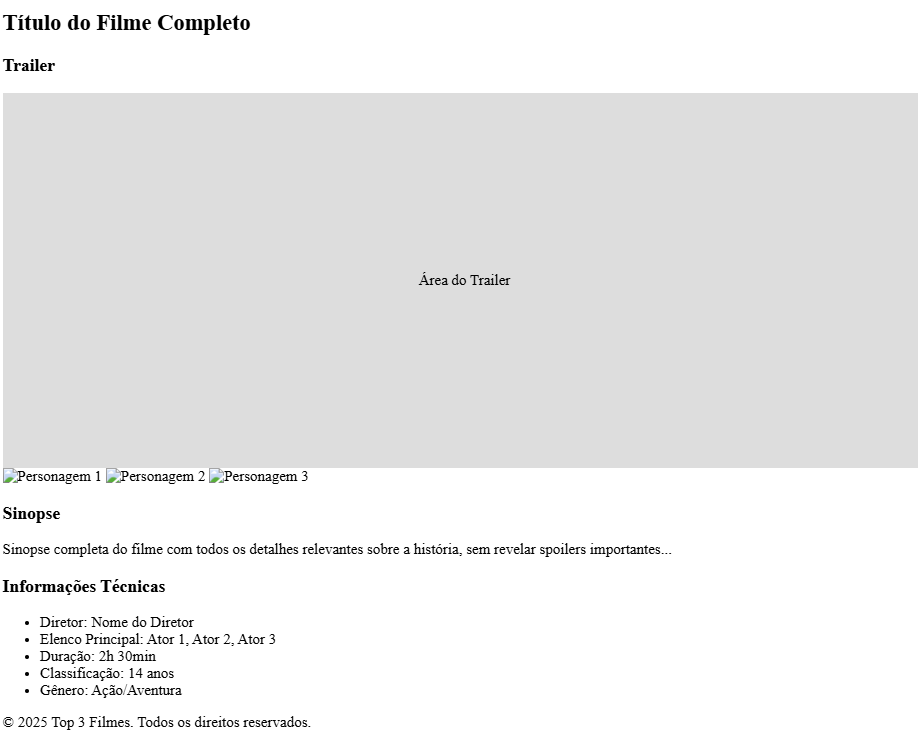 Título do Filme Completo
Trailer
Área do Trailer
Personagem 1 Personagem 2 Personagem 3
Sinopse
Sinopse completa do filme com todos os detalhes relevantes sobre a história, sem revelar spoilers importantes...
Informações Técnicas
Diretor: Nome do Diretor
Elenco Principal: Ator 1, Ator 2, Ator 3
Duração: 2h 30min
Classificação: 14 anos
Gênero: Ação/Aventura
© 2025 Top 3 Filmes. Todos os direitos reservados.